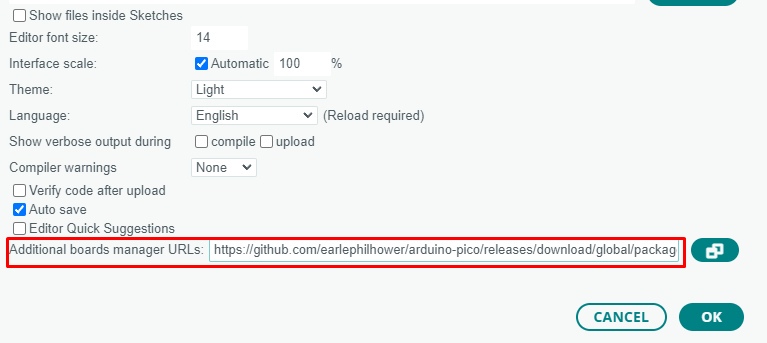 Show files inside Sketches
Editor font size: 14
Interface scale: Automatic 100 %
Theme: Light
Language: English (Reload required)
Show verbose output during compile upload
Compiler warnings None
Verify code after upload
Auto save
Editor Quick Suggestions
Additional boards manager URLs: https://github.com/earlephilhower/arduino-pico/releases/download/global/packag
CANCEL OK